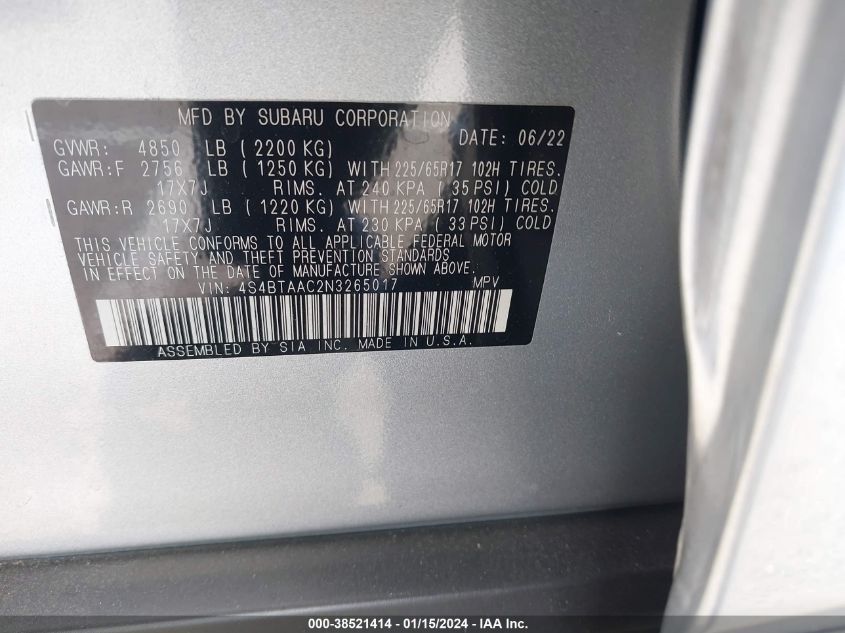 MFD BY SUBARU CORPORATION
DATE: 06/22
GVWR: 4850 LB ( 2200 KG)
GAWR:F 2756 LB ( 1250 KG) WITH 225/65R17 102H TIRES.
17X7J RIMS. AT 240 KPA ( 35 PSI) COLD
GAWR:R 2690 LB ( 1220 KG) WITH 225/65R17 102H TIRES.
17X7J RIMS. AT 230 KPA ( 33 PSI) COLD
THIS VEHICLE CONFORMS TO ALL APPLICABLE FEDERAL MOTOR
VEHICLE SAFETY AND THEFT PREVENTION STANDARDS
IN EFFECT ON THE DATE OF MANUFACTURE SHOWN ABOVE.
VIN: 4S4BTAAC2N3265017 MPV
ASSEMBLED BY SIA INC. MADE IN U.S.A.
000-38521414 - 01/15/2024 - IAA Inc.